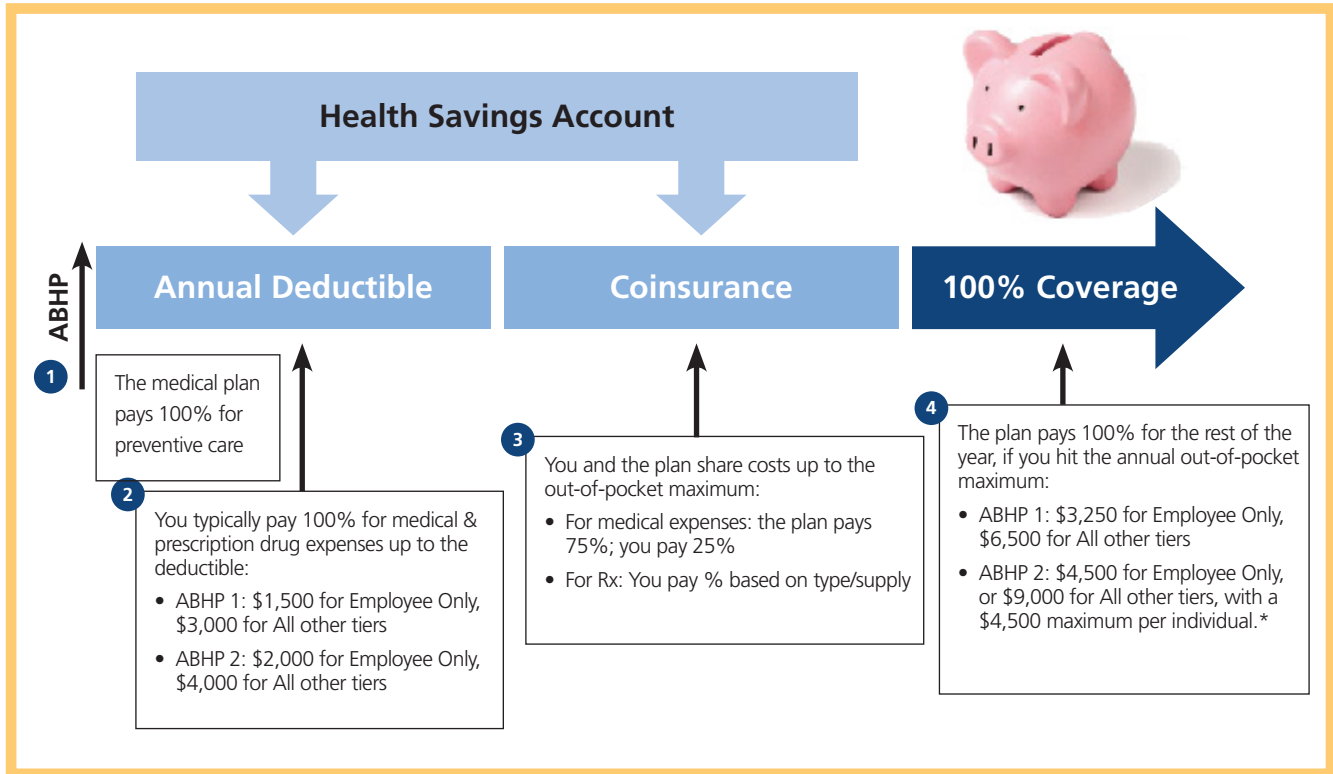 Health Savings Account
ABHP
Annual Deductible
Coinsurance
100% Coverage
1
The medical plan
pays 100% for
preventive care
2
You typically pay 100% for medical &
prescription drug expenses up to the
deductible:
• ABHP 1: $1,500 for Employee Only,
$3,000 for All other tiers
• ABHP 2: $2,000 for Employee Only,
$4,000 for All other tiers
3
You and the plan share costs up to the
out-of-pocket maximum:
• For medical expenses: the plan pays
75%; you pay 25%
• For Rx: You pay % based on type/supply
4
The plan pays 100% for the rest of the
year, if you hit the annual out-of-pocket
maximum:
• ABHP 1: $3,250 for Employee Only,
$6,500 for All other tiers
• ABHP 2: $4,500 for Employee Only,
or $9,000 for All other tiers, with a
$4,500 maximum per individual.*